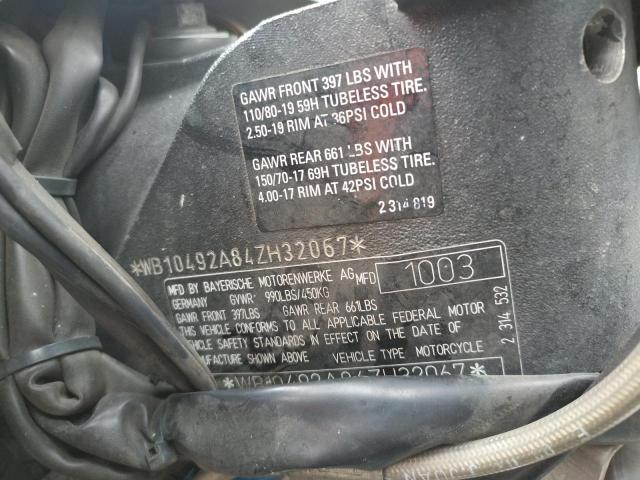 GAWR FRONT 397 LBS WITH
110/80-19 59H TUBELESS TIRE.
2.50-19 RIM AT 36PSI COLD
GAWR REAR 661 LBS WITH
150/70-17 69H TUBELESS TIRE.
4.00-17 RIM AT 42PSI COLD
2 314 819
*WB10492A84ZH32067*
MFD BY BAYERISCHE MOTORENWERKE AG MFD 1003
GERMANY GVWR: 990LBS/450KG
GAWR FRONT 397LBS GAWR REAR 661LBS
THIS VEHICLE CONFORMS TO ALL APPLICABLE FEDERAL MOTOR
VEHICLE SAFETY STANDARDS IN EFFECT ON THE DATE OF
MANUFACTURE SHOWN ABOVE. VEHICLE TYPE MOTORCYCLE
2 314 532
*WB10492A84ZH32067*